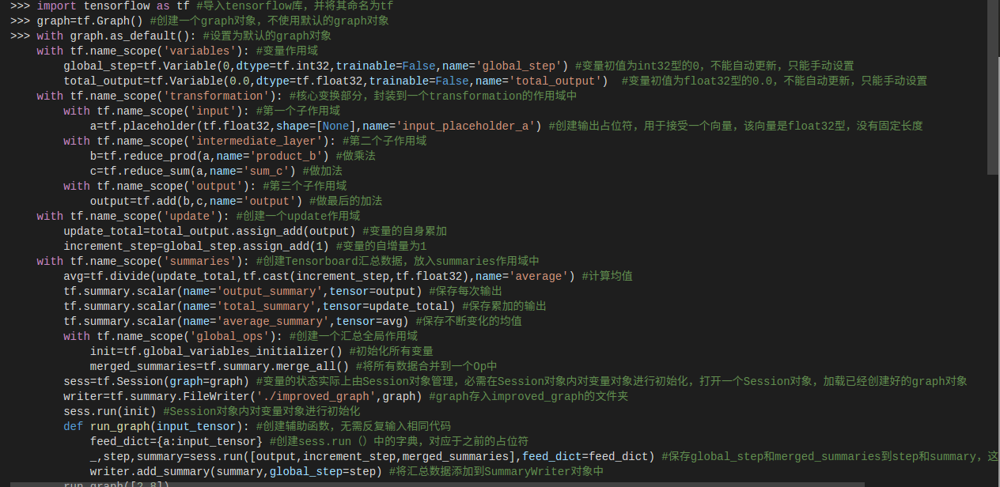 >>> import tensorflow as tf #导入tensorflow库，并将其命名为tf
>>> graph=tf.Graph() #创建一个graph对象，不使用默认的graph对象
>>> with graph.as_default(): #设置为默认的graph对象
    with tf.name_scope('variables'): #变量作用域
        global_step=tf.Variable(0,dtype=tf.int32,trainable=False,name='global_step') #变量初值为int32型的0，不能自动更新，只能手动设置
        total_output=tf.Variable(0.0,dtype=tf.float32,trainable=False,name='total_output')  #变量初值为float32型的0.0，不能自动更新，只能手动设置
    with tf.name_scope('transformation'): #核心变换部分，封装到一个transformation的作用域中
        with tf.name_scope('input'): #第一个子作用域
            a=tf.placeholder(tf.float32,shape=[None],name='input_placeholder_a') #创建输出占位符，用于接受一个向量，该向量是float32型，没有固定长度
        with tf.name_scope('intermediate_layer'): #第二个子作用域
            b=tf.reduce_prod(a,name='product_b') #做乘法
            c=tf.reduce_sum(a,name='sum_c') #做加法
        with tf.name_scope('output'): #第三个子作用域
            output=tf.add(b,c,name='output') #做最后的加法
    with tf.name_scope('update'): #创建一个update作用域
        update_total=total_output.assign_add(output) #变量的自身累加
        increment_step=global_step.assign_add(1) #变量的自增量为1
    with tf.name_scope('summaries'): #创建Tensorboard汇总数据，放入summaries作用域中
        avg=tf.divide(update_total,tf.cast(increment_step,tf.float32),name='average') #计算均值
        tf.summary.scalar(name='output_summary',tensor=output) #保存每次输出
        tf.summary.scalar(name='total_summary',tensor=update_total) #保存累加的输出
        tf.summary.scalar(name='average_summary',tensor=avg) #保存不断变化的均值
        with tf.name_scope('global_ops'): #创建一个汇总全局作用域
            init=tf.global_variables_initializer() #初始化所有变量
            merged_summaries=tf.summary.merge_all() #将所有数据合并到一个Op中
        sess=tf.Session(graph=graph) #变量的状态实际上由Session对象管理，必需在Session对象内对变量对象进行初始化，打开一个Session对象，加载已经创建好的graph对象
        writer=tf.summary.FileWriter('./improved_graph',graph) #graph存入improved_graph的文件夹
        sess.run(init) #Session对象内对变量对象进行初始化
        def run_graph(input_tensor): #创建辅助函数，无需反复输入相同代码
            feed_dict={a:input_tensor} #创建sess.run（）中的字典，对应于之前的占位符
            _,step,summary=sess.run([output,increment_step,merged_summaries],feed_dict=feed_dict) #保存global_step和merged_summaries到step和summary，这
            writer.add_summary(summary,global_step=step) #将汇总数据添加到SummaryWriter对象中
        run_graph([2,8])